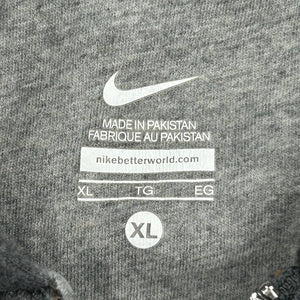 MADE IN PAKISTAN
FABRIQUE AU PAKISTAN
nikebetterworld.com
XL TG EG
XL